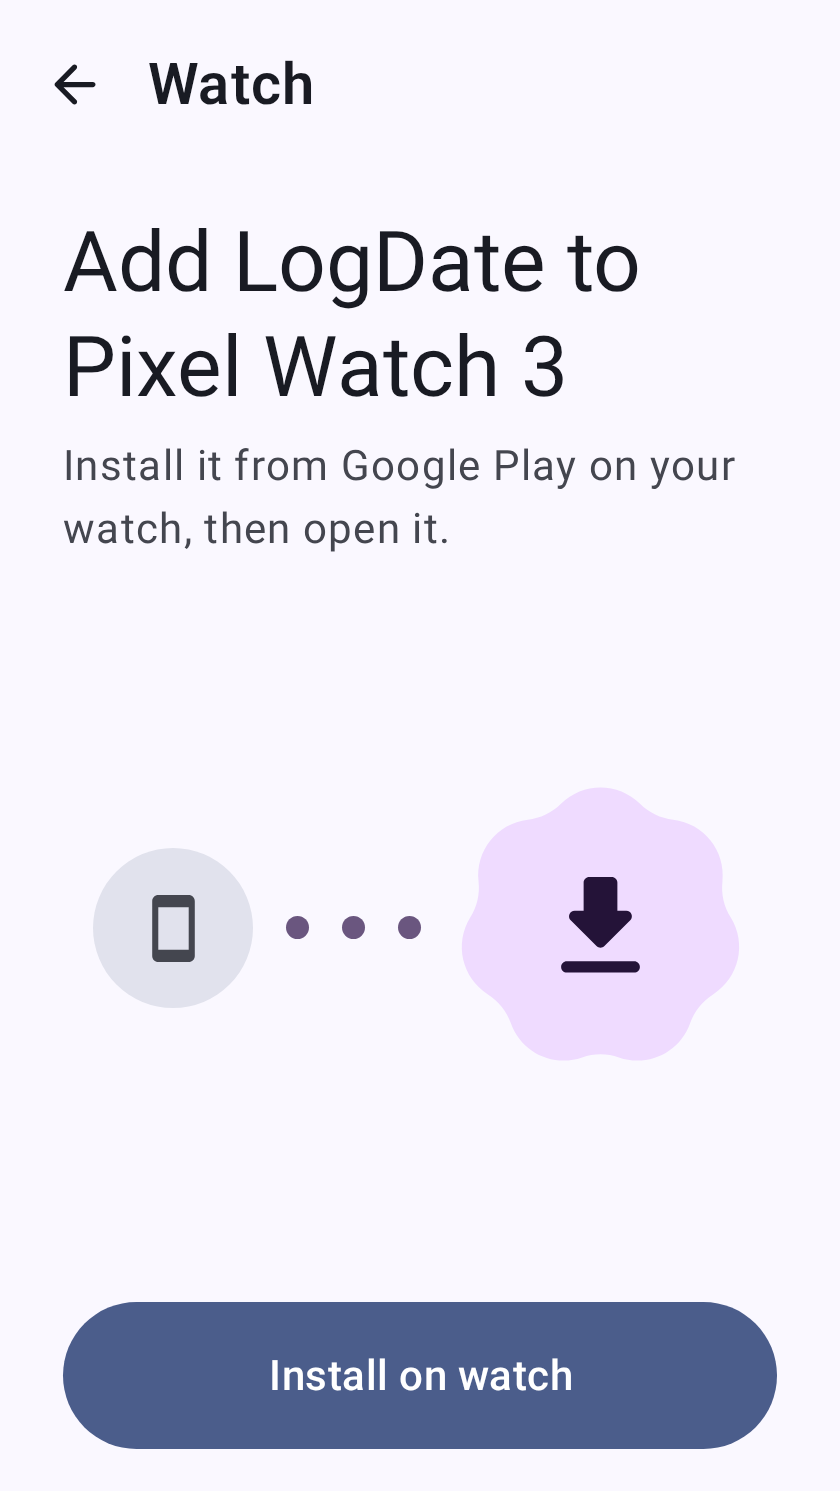 Watch
Add LogDate to
Pixel Watch 3
Install it from Google Play on your
watch, then open it.
Install on watch